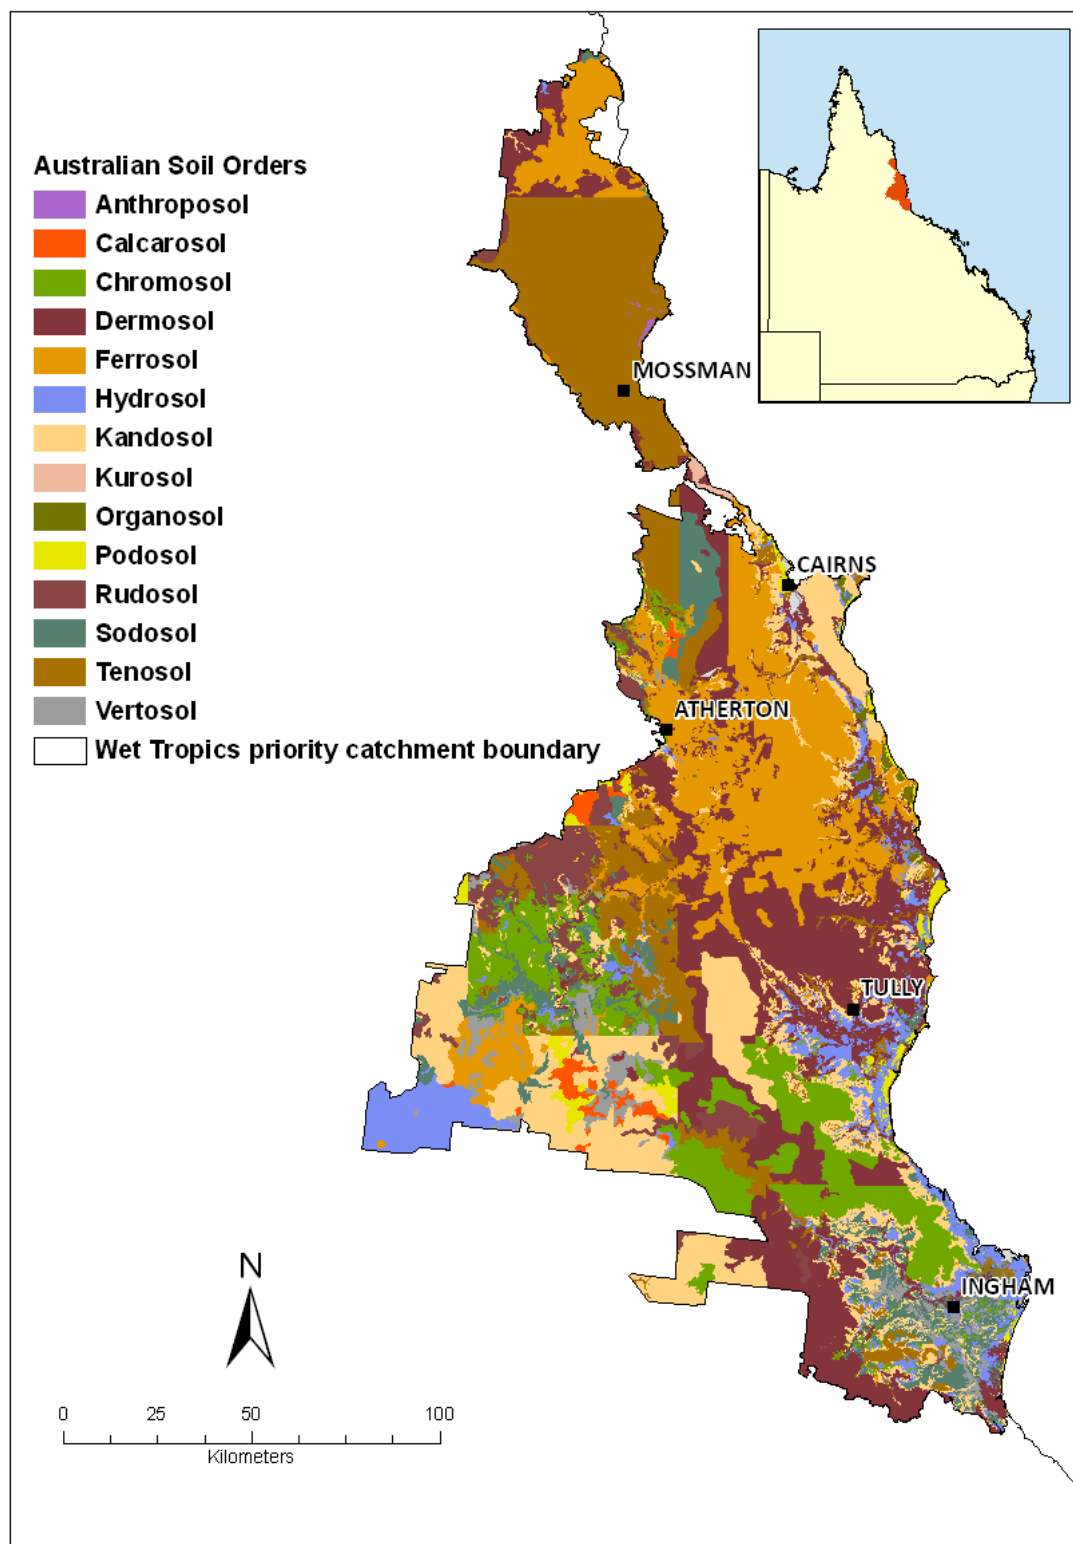 Australian Soil Orders
Anthroposol
Calcarosol
Chromosol
Dermosol
Ferrosol
Hydrosol
Kandosol
Kurosol
Organosol
Podosol
Rudosol
Sodosol
Tenosol
Vertosol
Wet Tropics priority catchment boundary
MOSSMAN
CAIRNS
ATHERTON
TULLY
INGHAM
N
0 25 50 100
Kilometers